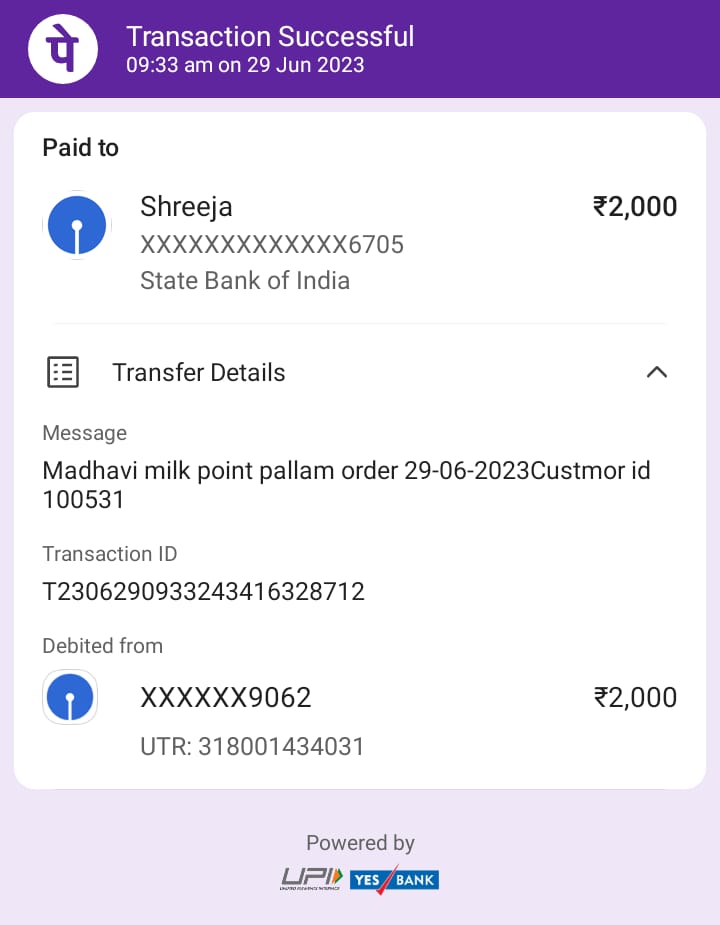 पे
Transaction Successful
09:33 am on 29 Jun 2023
Paid to
Shreeja
₹2,000
XXXXXXXXXXXXX6705
State Bank of India
Transfer Details
Message
Madhavi milk point pallam order 29-06-2023Custmor id
100531
Transaction ID
T2306290933243416328712
Debited from
XXXXXX9062
₹2,000
UTR: 318001434031
Powered by
UPI
UNIFIED PAYMENTS INTERFACE
YES BANK